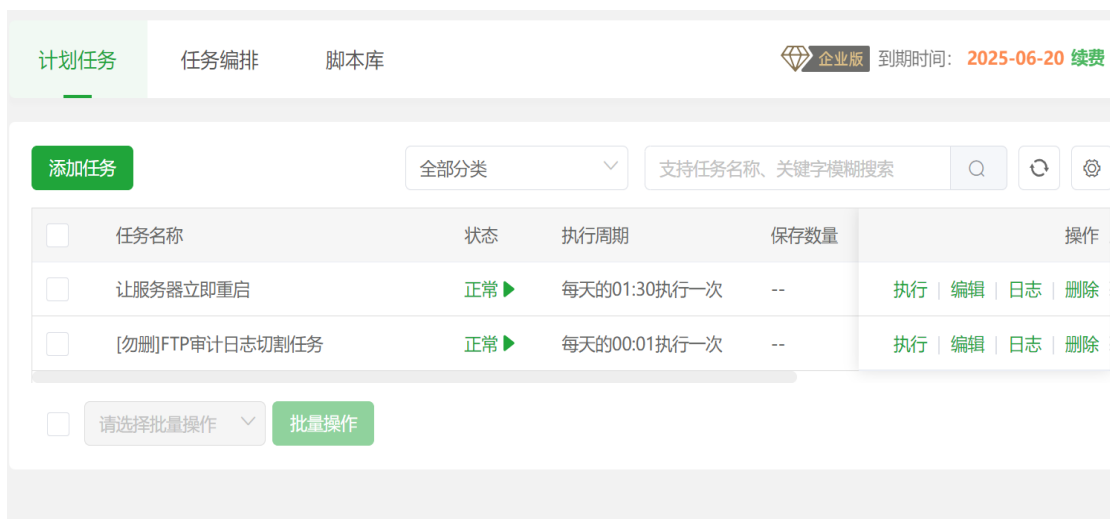 计划任务 任务编排 脚本库 企业版 到期时间: 2025-06-20 续费
添加任务 全部分类 支持任务名称、关键字模糊搜索
任务名称 状态 执行周期 保存数量 操作
让服务器立即重启 正常 每天的01:30执行一次 -- 执行 | 编辑 | 日志 | 删除
[勿删]FTP审计日志切割任务 正常 每天的00:01执行一次 -- 执行 | 编辑 | 日志 | 删除
请选择批量操作 批量操作